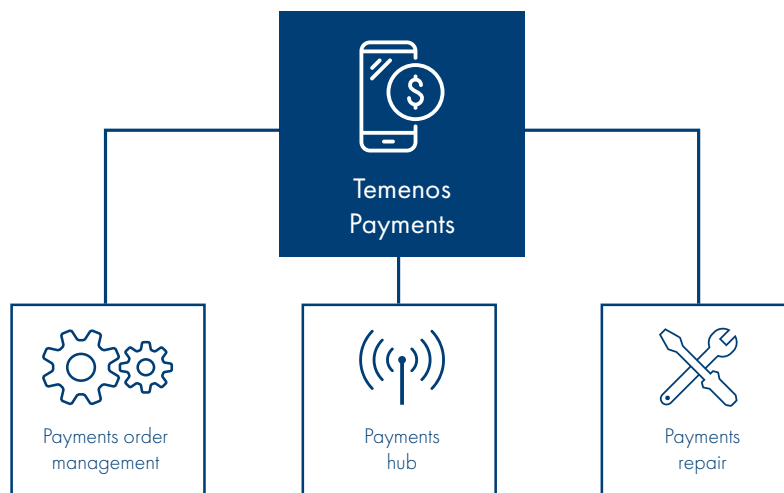 $
Temenos
Payments
Payments order
management
Payments
hub
Payments
repair